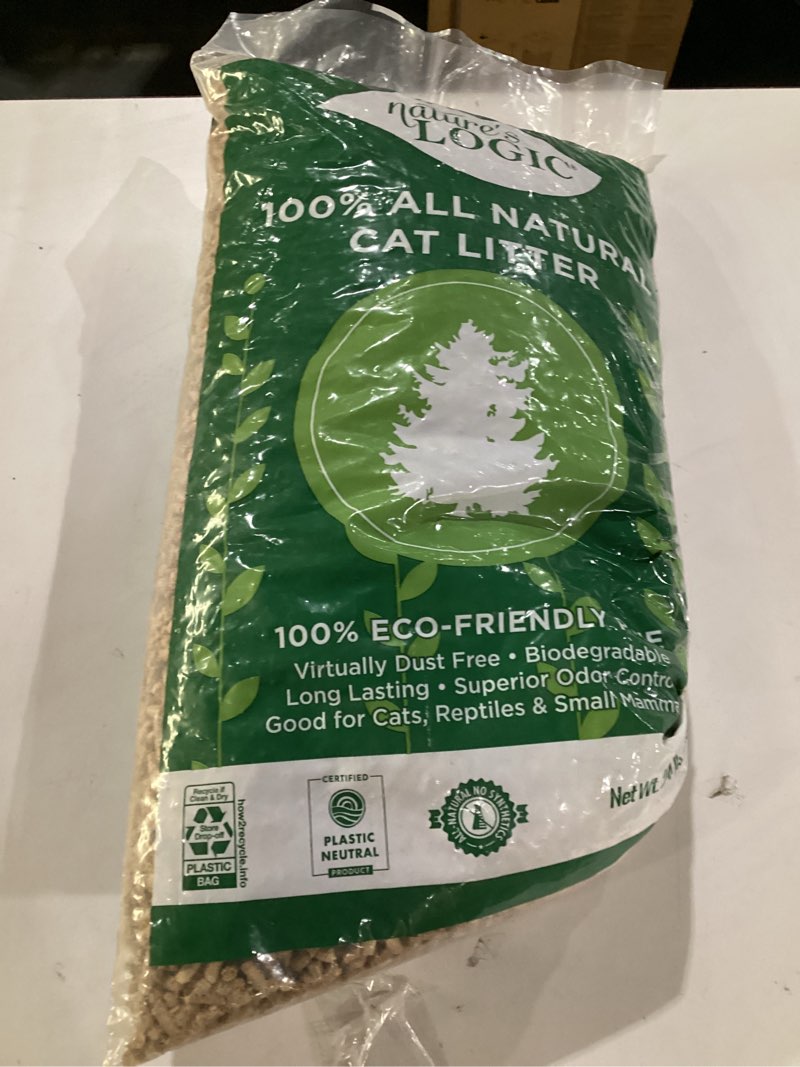 nature's
LOGIC®
100% ALL NATURAL
CAT LITTER
100% ECO-FRIENDLY
Virtually Dust Free • Biodegradable
Long Lasting • Superior Odor Contro
Good for Cats, Reptiles & Small Mamma
Net Wt.
Recycle if
Clean & Dry
Store
Drop-off
PLASTIC
BAG
how2recycle.info
CERTIFIED
PLASTIC
NEUTRAL
PRODUCT
ALL NATURAL NO SYNTHETICS